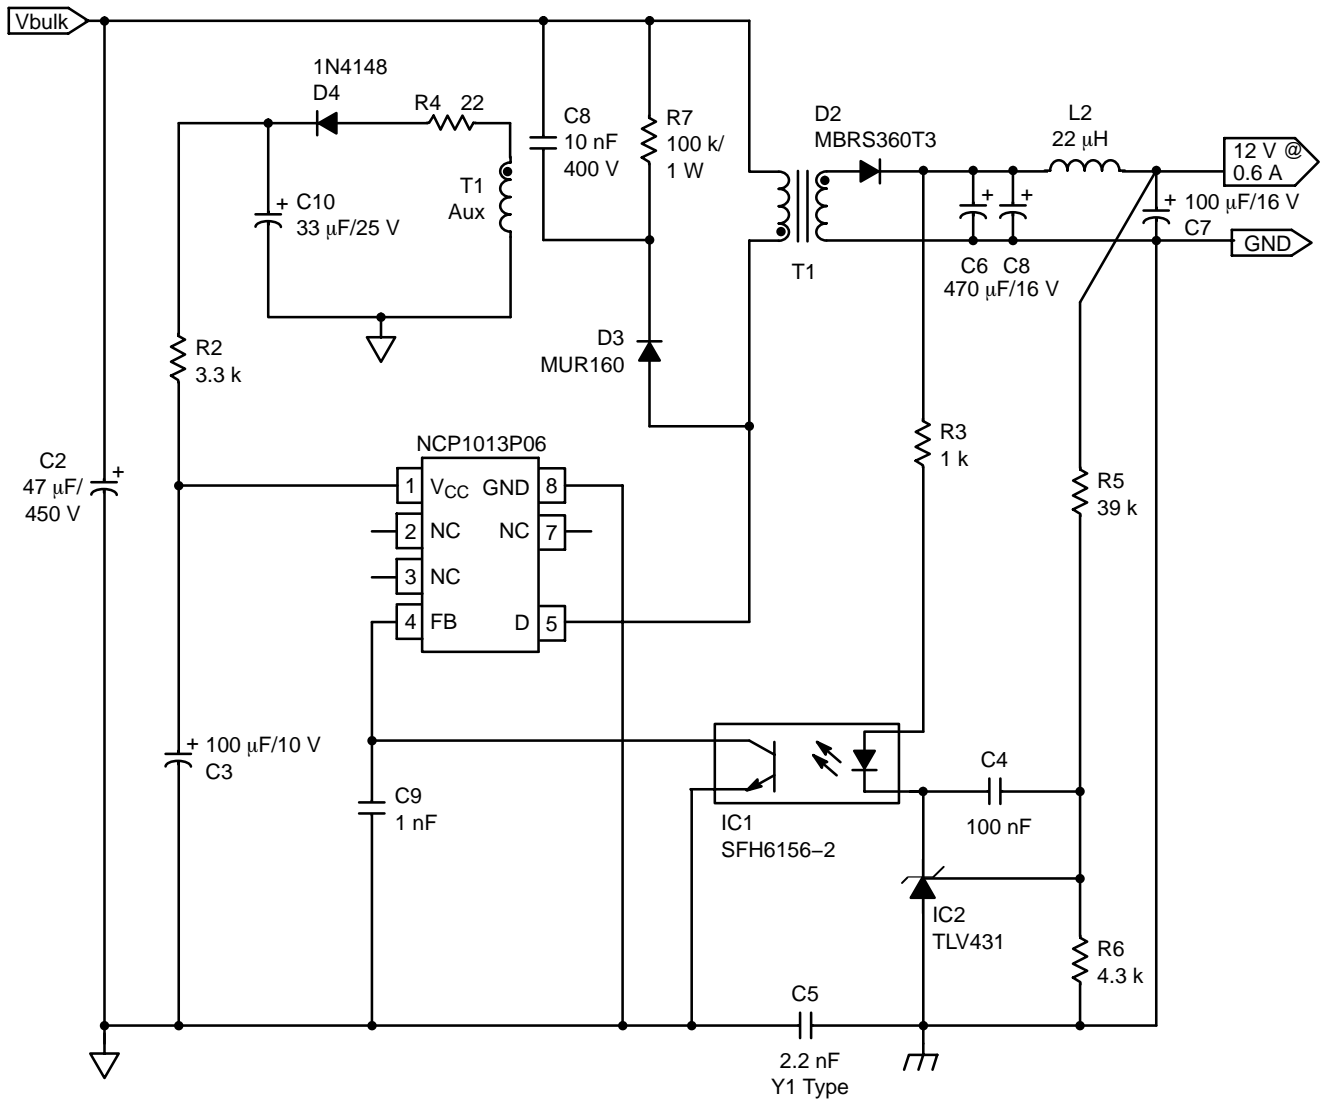 Vbulk
1N4148
D4
R4 22
C8
10 nF
400 V
R7
100 k/
1 W
D2
MBRS360T3
L2
22 μH
12 V @
0.6 A
T1
Aux
+ C10
33 μF/25 V
+
+
+ 100 μF/16 V
C7
GND
T1
C6 C8
470 μF/16 V
R2
3.3 k
D3
MUR160
NCP1013P06
R3
1 k
C2
47 μF/
450 V
+
1 VCC GND 8
2 NC NC 7
3 NC
4 FB D 5
R5
39 k
+ 100 μF/10 V
C3
C9
1 nF
IC1
SFH6156–2
C4
100 nF
IC2
TLV431
R6
4.3 k
C5
2.2 nF
Y1 Type